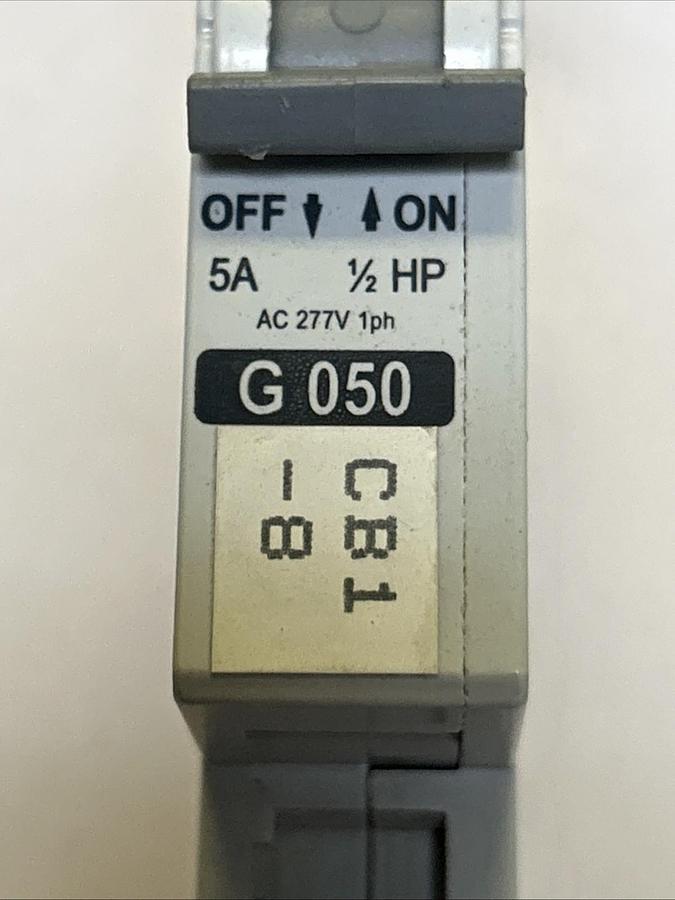 OFF ⬇ ⬆ ON
5A ½ HP
AC 277V 1ph
G 050
CB1
-8